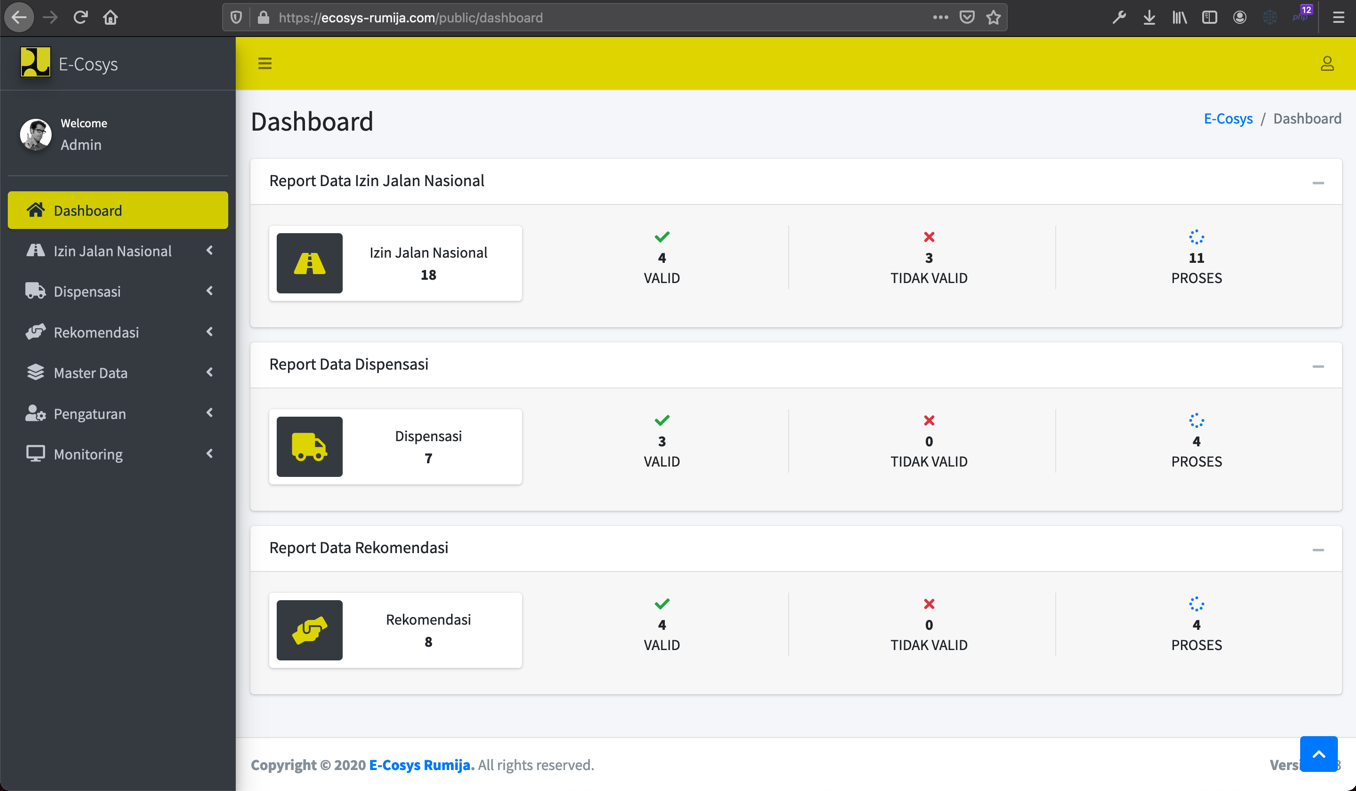 https://ecosys-rumija.com/public/dashboard
12
E-Cosys
Welcome
Admin
Dashboard
Izin Jalan Nasional
Dispensasi
Rekomendasi
Master Data
Pengaturan
Monitoring
Dashboard
E-Cosys / Dashboard
Report Data Izin Jalan Nasional
Izin Jalan Nasional
18
4
VALID
3
TIDAK VALID
11
PROSES
Report Data Dispensasi
Dispensasi
7
3
VALID
0
TIDAK VALID
4
PROSES
Report Data Rekomendasi
Rekomendasi
8
4
VALID
0
TIDAK VALID
4
PROSES
Copyright © 2020 E-Cosys Rumija. All rights reserved.